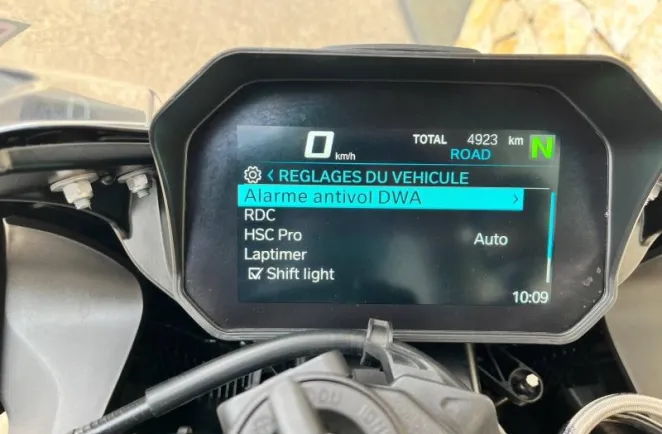 0 km/h TOTAL 4923 km N
ROAD
< REGLAGES DU VEHICULE
Alarme antivol DWA >
RDC
HSC Pro Auto
Laptimer
Shift light
10:09